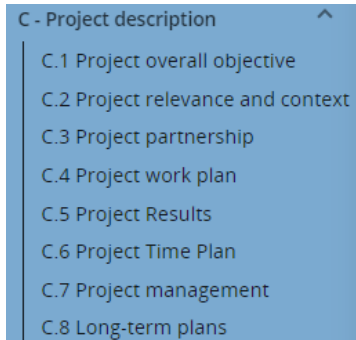 C - Project description
C.1 Project overall objective
C.2 Project relevance and context
C.3 Project partnership
C.4 Project work plan
C.5 Project Results
C.6 Project Time Plan
C.7 Project management
C.8 Long-term plans